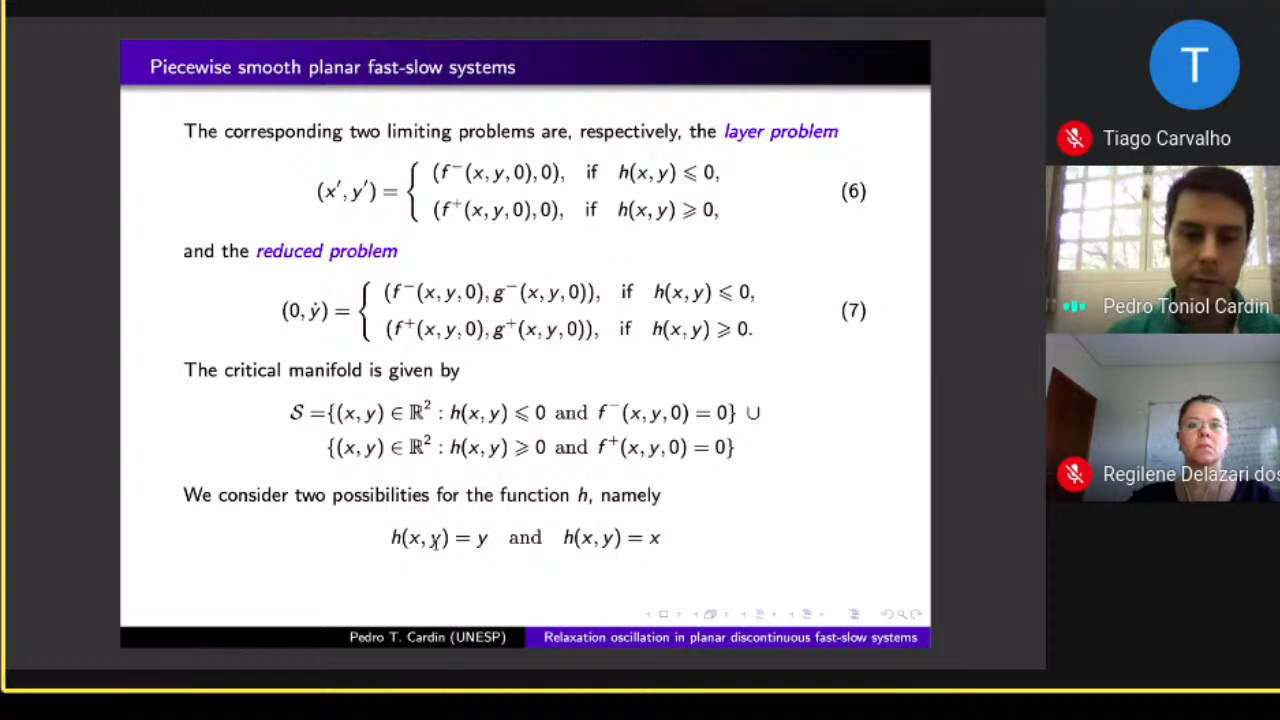 Piecewise smooth planar fast-slow systems
The corresponding two limiting problems are, respectively, the layer problem
(x′, y′) = { (f⁻(x, y, 0), 0), if h(x, y) ⩽ 0,
(f⁺(x, y, 0), 0), if h(x, y) ⩾ 0, (6)
and the reduced problem
(0, ẏ) = { (f⁻(x, y, 0), g⁻(x, y, 0)), if h(x, y) ⩽ 0,
(f⁺(x, y, 0), g⁺(x, y, 0)), if h(x, y) ⩾ 0. (7)
The critical manifold is given by
𝒮 ={(x, y) ∈ ℝ² : h(x, y) ⩽ 0 and f⁻(x, y, 0) = 0} ∪
{(x, y) ∈ ℝ² : h(x, y) ⩾ 0 and f⁺(x, y, 0) = 0}
We consider two possibilities for the function h, namely
h(x, y) = y and h(x, y) = x
Pedro T. Cardin (UNESP) Relaxation oscillation in planar discontinuous fast-slow systems
T
Tiago Carvalho
Pedro Toniol Cardin
Regilene Delazari dos